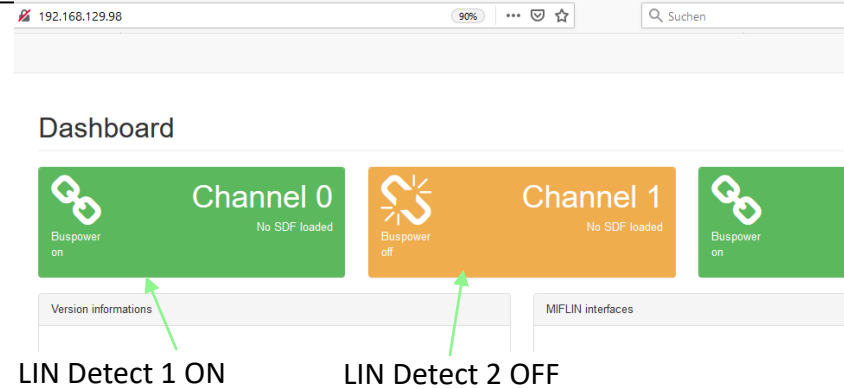 192.168.129.98
90%
Suchen
Dashboard
Channel 0
No SDF loaded
Buspower
on
Channel 1
No SDF loaded
Buspower
off
Buspower
on
Version informations
MIFLIN interfaces
LIN Detect 1 ON
LIN Detect 2 OFF